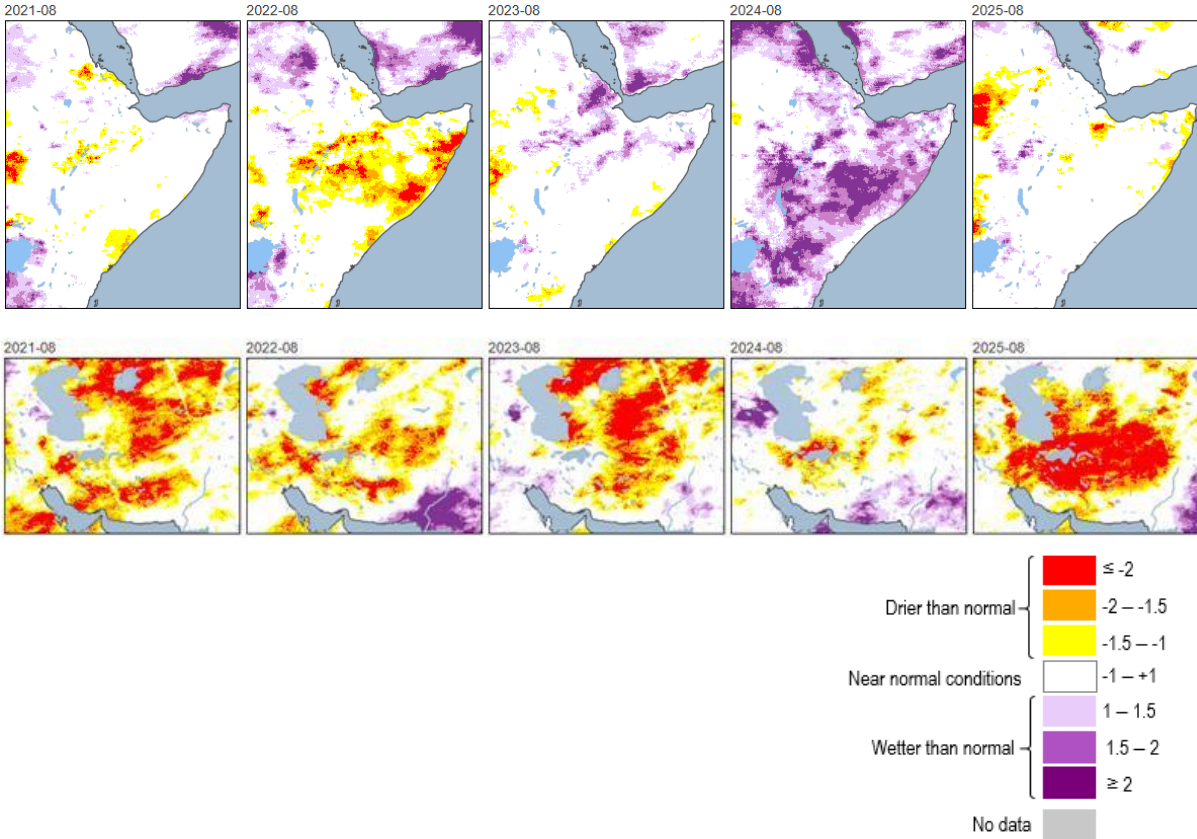 2021-08
2022-08
2023-08
2024-08
2025-08
2021-08
2022-08
2023-08
2024-08
2025-08
Drier than normal
≤ -2
-2 – -1.5
-1.5 – -1
Near normal conditions
-1 – +1
Wetter than normal
1 – 1.5
1.5 – 2
≥ 2
No data